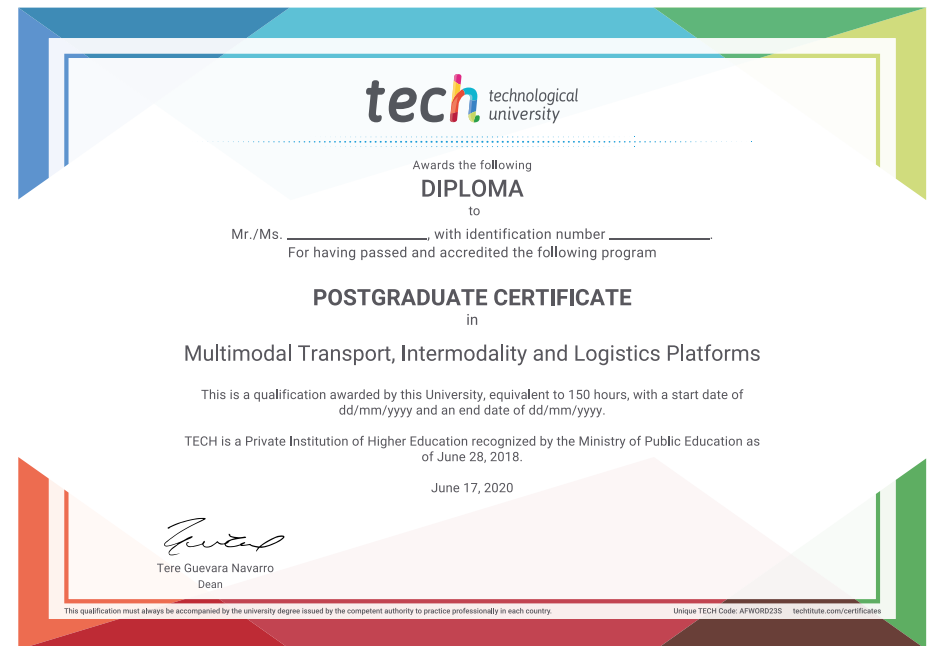 tech technological
university
Awards the following
DIPLOMA
to
Mr./Ms. ____________________, with identification number ______________.
For having passed and accredited the following program
POSTGRADUATE CERTIFICATE
in
Multimodal Transport, Intermodality and Logistics Platforms
This is a qualification awarded by this University, equivalent to 150 hours, with a start date of
dd/mm/yyyy and an end date of dd/mm/yyyy.
TECH is a Private Institution of Higher Education recognized by the Ministry of Public Education as
of June 28, 2018.
June 17, 2020
Tere Guevara Navarro
Dean
This qualification must always be accompanied by the university degree issued by the competent authority to practice professionally in each country. Unique TECH Code: AFWORD23S techtitute.com/certificates